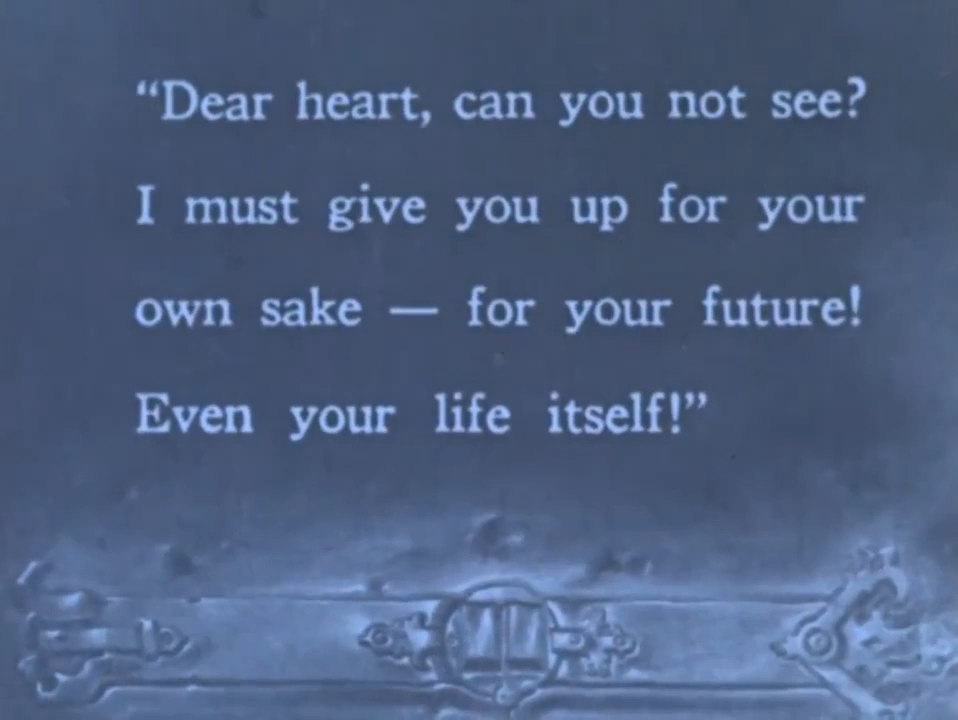 “Dear heart, can you not see?
I must give you up for your
own sake — for your future!
Even your life itself!”